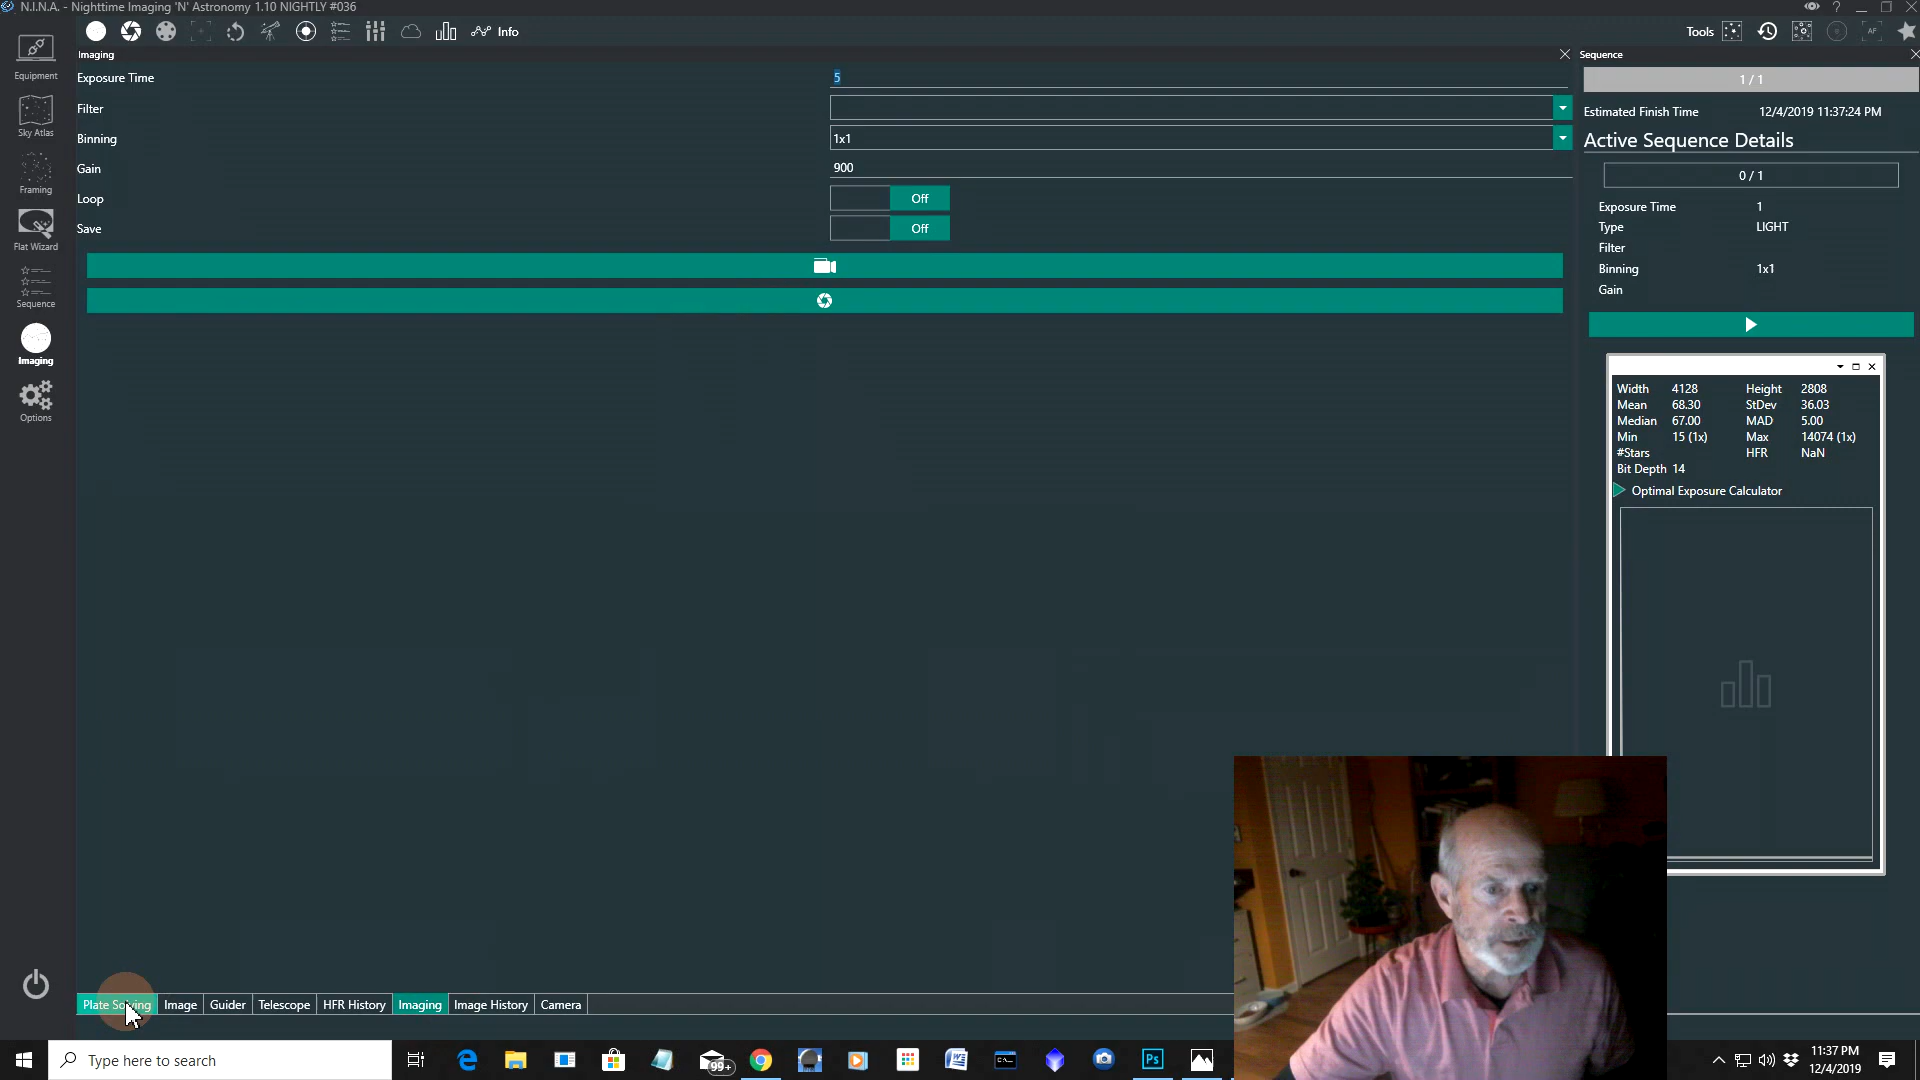 N.I.N.A. - Nighttime Imaging 'N' Astronomy 1.10 NIGHTLY #036
Info
Tools
AF
Imaging
Sequence
Equipment
Sky Atlas
Framing
Flat Wizard
Sequence
Imaging
Options
Exposure Time 5
Filter
Binning 1x1
Gain 900
Loop Off
Save Off
1 / 1
Estimated Finish Time 12/4/2019 11:37:24 PM
Active Sequence Details
0 / 1
Exposure Time 1
Type LIGHT
Filter
Binning 1x1
Gain
Width 4128 Height 2808
Mean 68.30 StDev 36.03
Median 67.00 MAD 5.00
Min 15 (1x) Max 14074 (1x)
#Stars HFR NaN
Bit Depth 14
Optimal Exposure Calculator
Plate Solving Image Guider Telescope HFR History Imaging Image History Camera
Type here to search
99+
Ps
11:37 PM
12/4/2019